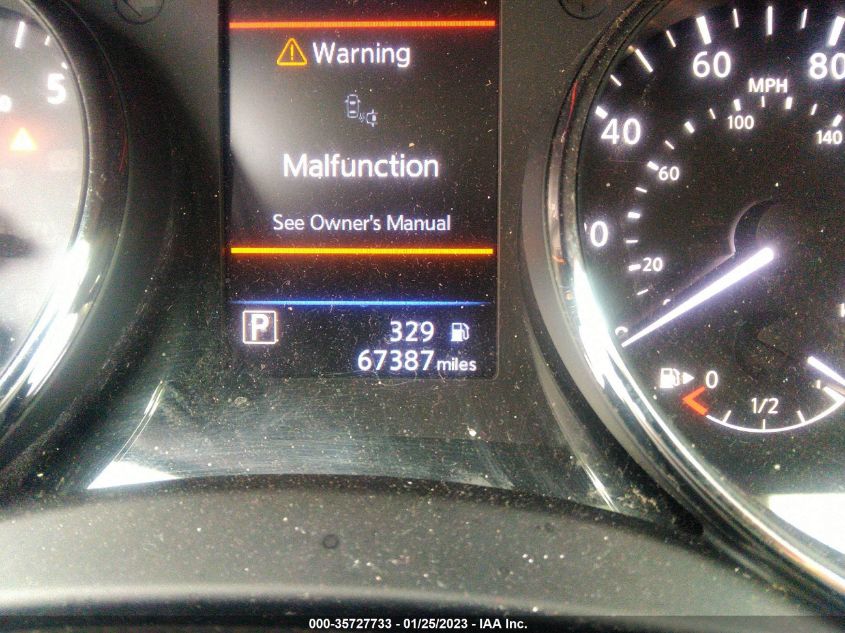 5
Warning
Malfunction
See Owner's Manual
P
329
67387 miles
40
60
80
MPH
20
60
100
140
0
1/2
000-35727733 - 01/25/2023 - IAA Inc.